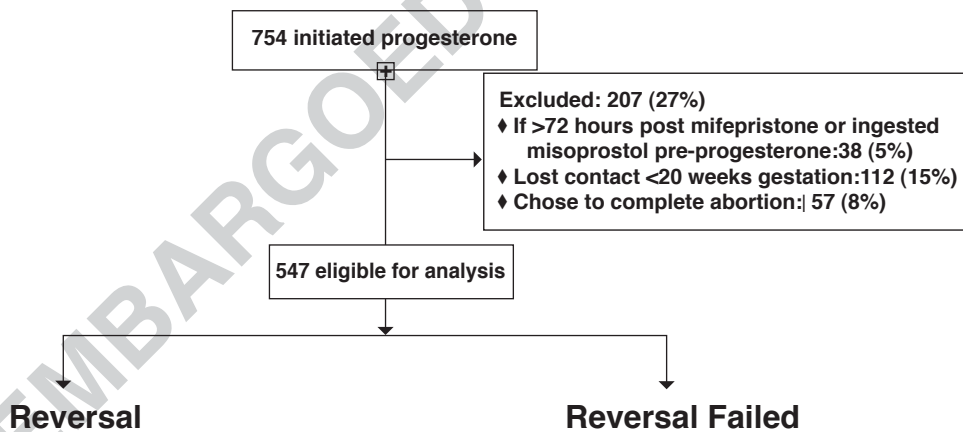 754 initiated progesterone
Excluded: 207 (27%)
♦ If >72 hours post mifepristone or ingested
misoprostol pre-progesterone:38 (5%)
♦ Lost contact <20 weeks gestation:112 (15%)
♦ Chose to complete abortion:| 57 (8%)
547 eligible for analysis
Reversal
Reversal Failed
EMBARGOED